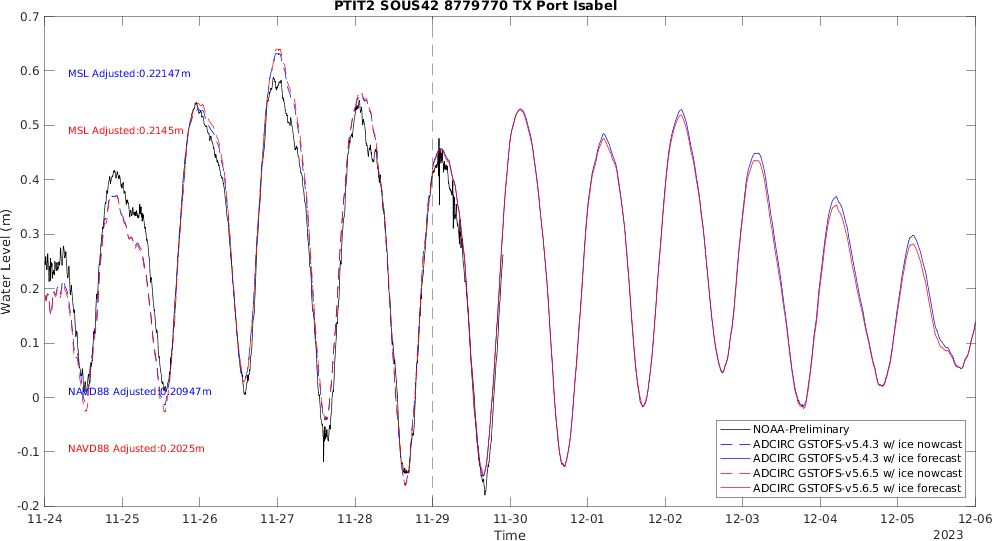 PTIT2 SOUS42 8779770 TX Port Isabel
0.7
0.6
0.5
0.4
0.3
0.2
0.1
0
-0.1
-0.2
Water Level (m)
MSL Adjusted:0.22147m
MSL Adjusted:0.2145m
NAVD88 Adjusted:0.20947m
NAVD88 Adjusted:0.2025m
NOAA-Preliminary
ADCIRC GSTOFS-v5.4.3 w/ ice nowcast
ADCIRC GSTOFS-v5.4.3 w/ ice forecast
ADCIRC GSTOFS-v5.6.5 w/ ice nowcast
ADCIRC GSTOFS-v5.6.5 w/ ice forecast
11-24 11-25 11-26 11-27 11-28 11-29 11-30 12-01 12-02 12-03 12-04 12-05 12-06
Time
2023